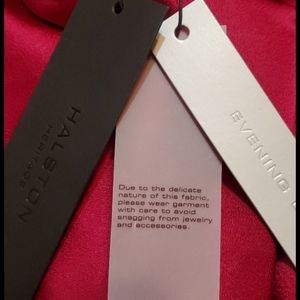 HALSTON
HERITAGE
Due to the delicate
nature of this fabric,
please wear garment
with care to avoid
snagging from jewelry
and accessories.
EVENING